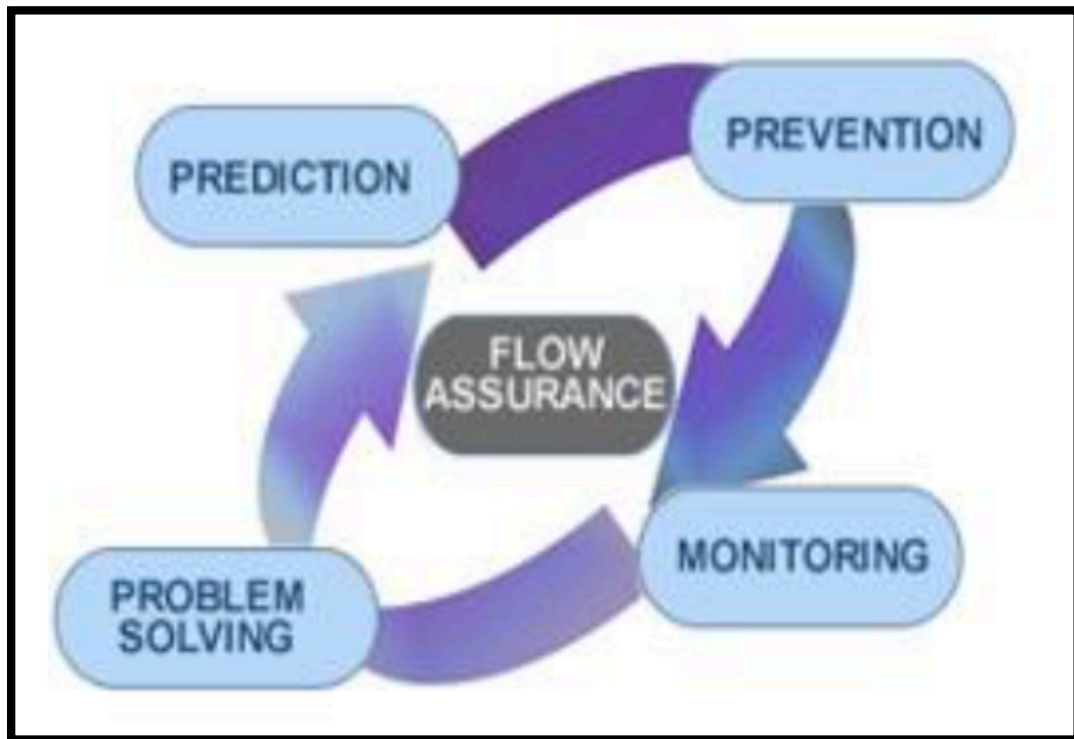 PREDICTION
PREVENTION
FLOW
ASSURANCE
MONITORING
PROBLEM
SOLVING